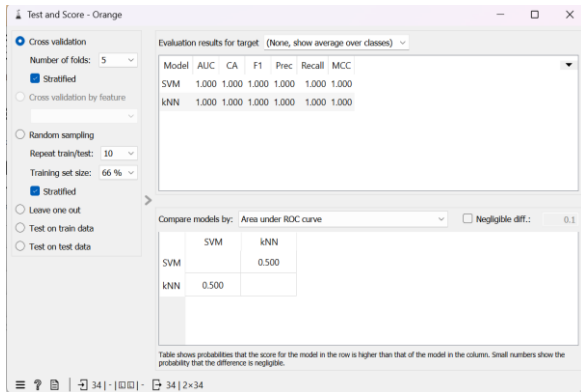 Test and Score - Orange
Cross validation
Number of folds: 5
Stratified
Cross validation by feature
Random sampling
Repeat train/test: 10
Training set size: 66 %
Stratified
Leave one out
Test on train data
Test on test data
Evaluation results for target (None, show average over classes)
Model AUC CA F1 Prec Recall MCC
SVM 1.000 1.000 1.000 1.000 1.000 1.000
kNN 1.000 1.000 1.000 1.000 1.000 1.000
Compare models by: Area under ROC curve Negligible diff.: 0.1
SVM kNN
SVM 0.500
kNN 0.500
Table shows probabilities that the score for the model in the row is higher than that of the model in the column. Small numbers show the
probability that the difference is negligible.
34 | - | - 34 | 2×34